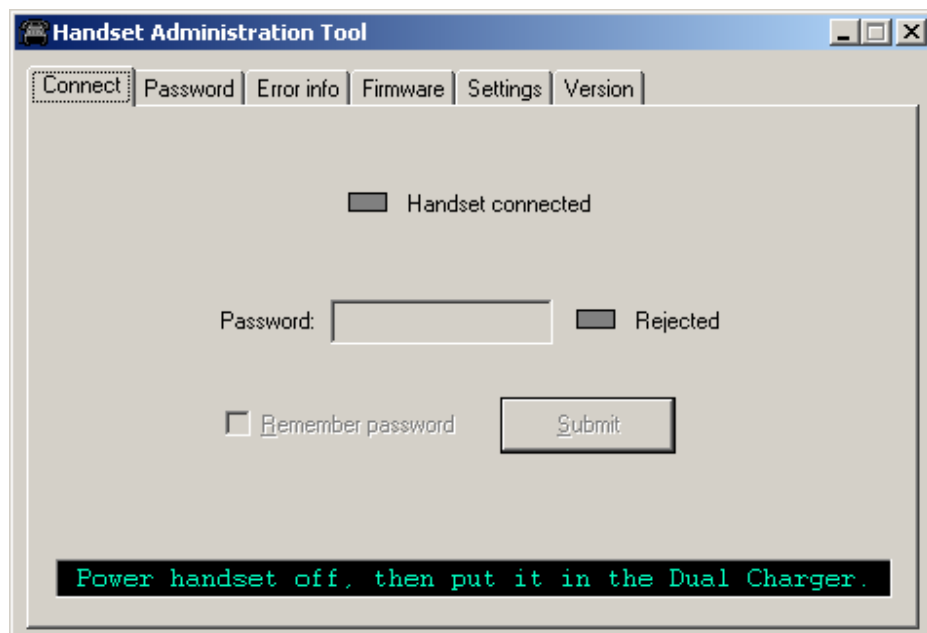 Handset Administration Tool
Connect Password Error info Firmware Settings Version
Handset connected
Password: Rejected
Remember password Submit
Power handset off, then put it in the Dual Charger.